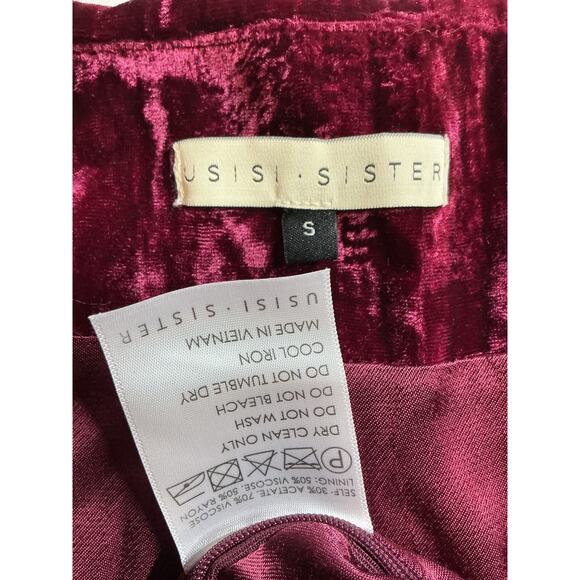 USISI · SISTER
S
USISI · SISTER
MADE IN VIETNAM
COOL IRON
DO NOT TUMBLE DRY
DO NOT BLEACH
DO NOT WASH
DRY CLEAN ONLY
P
LINING: 50% VISCOSE. 50% RAYON
SELF: 30% ACETATE. 70% VISCOSE